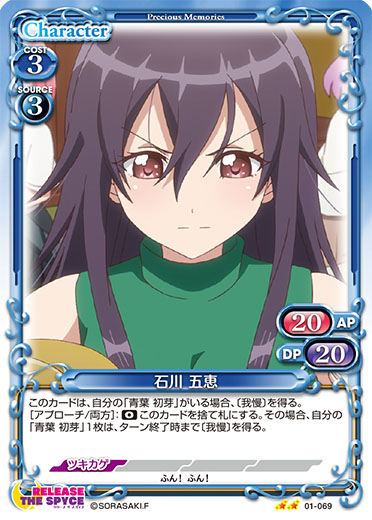 Precious Memories
Character
COST
3
SOURCE
3
20 AP
DP 20
石川 五恵
このカードは、自分の「青葉 初芽」がいる場合、〔我慢〕を得る。
[アプローチ/両方]:0このカードを捨て札にする。その場合、自分の
「青葉 初芽」1枚は、ターン終了時まで〔我慢〕を得る。
ツキカゲ
ふん! ふん!
RELEASE
THE SPYCE
©SORASAKI.F
01-069